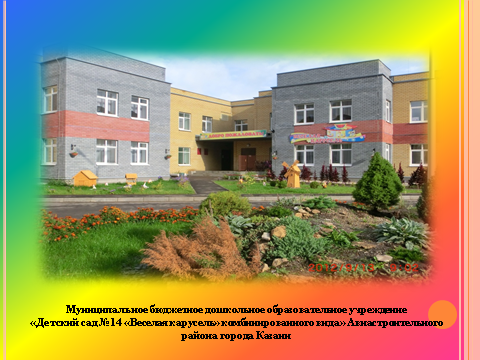 Муниципальное бюджетное дошкольное образовательное учреждение
«Детский сад №14 «Веселая карусель» комбинированного вида» Авиастроительного
района города Казани